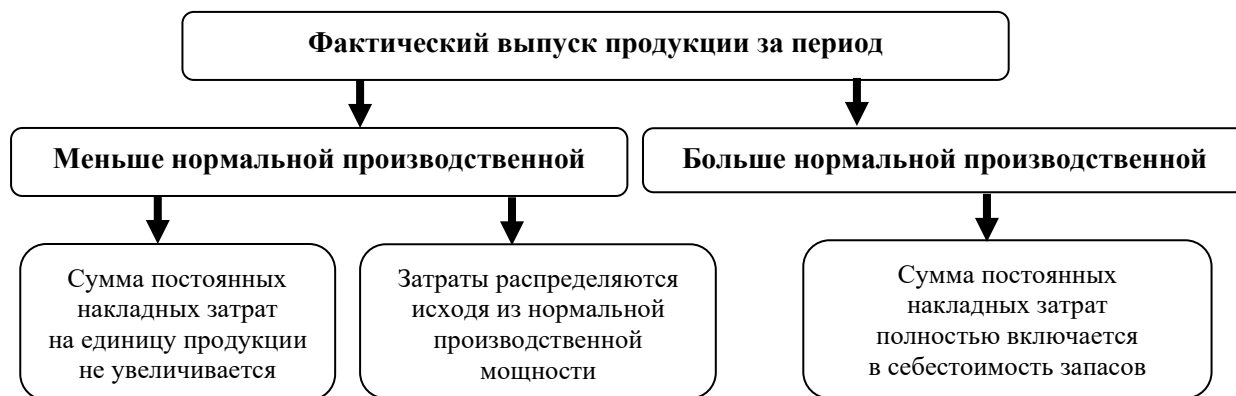 Фактический выпуск продукции за период
Меньше нормальной производственной
Больше нормальной производственной
Сумма постоянных
накладных затрат
на единицу продукции
не увеличивается
Затраты распределяются
исходя из нормальной
производственной
мощности
Сумма постоянных
накладных затрат
полностью включается
в себестоимость запасов